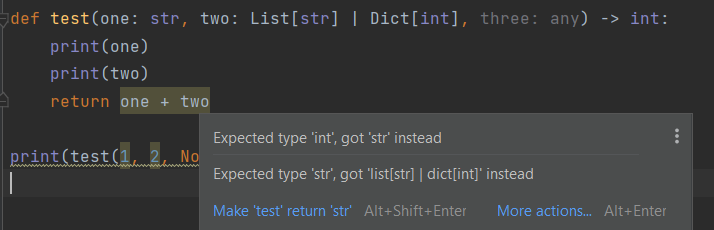 def test(one: str, two: List[str] | Dict[int], three: any) -> int:
print(one)
print(two)
return one + two
print(test(1, 2, No
Expected type 'int', got 'str' instead
Expected type 'str', got 'list[str] | dict[int]' instead
Make 'test' return 'str' Alt+Shift+Enter More actions... Alt+Enter